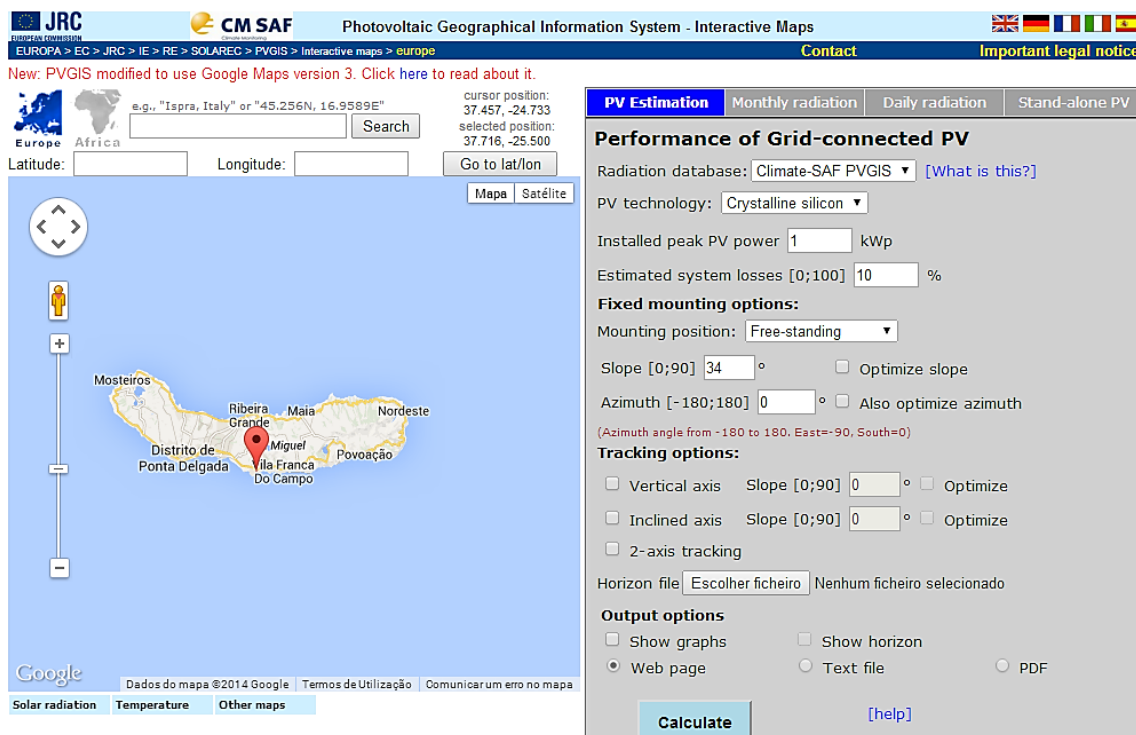 JRC
EUROPEAN COMMISSION
CM SAF
Climate Monitoring
Photovoltaic Geographical Information System - Interactive Maps
EUROPA > EC > JRC > IE > RE > SOLAREC > PVGIS > Interactive maps > europe
Contact
Important legal notice
New: PVGIS modified to use Google Maps version 3. Click here to read about it.
Europe
Africa
e.g., "Ispra, Italy" or "45.256N, 16.9589E"
Search
cursor position:
37.457, -24.733
selected position:
37.716, -25.500
Latitude:
Longitude:
Go to lat/lon
Mapa
Satélite
Mosteiros
Ribeira
Grande
Maia
Nordeste
Distrito de
Ponta Delgada
Miguel
Vila Franca
Do Campo
Povoação
Google
Dados do mapa ©2014 Google
Termos de Utilização
Comunicar um erro no mapa
Solar radiation
Temperature
Other maps
PV Estimation
Monthly radiation
Daily radiation
Stand-alone PV
Performance of Grid-connected PV
Radiation database: Climate-SAF PVGIS [What is this?]
PV technology: Crystalline silicon
Installed peak PV power 1 kWp
Estimated system losses [0;100] 10 %
Fixed mounting options:
Mounting position: Free-standing
Slope [0;90] 34 ° Optimize slope
Azimuth [-180;180] 0 ° Also optimize azimuth
(Azimuth angle from -180 to 180. East=-90, South=0)
Tracking options:
Vertical axis Slope [0;90] 0 ° Optimize
Inclined axis Slope [0;90] 0 ° Optimize
2-axis tracking
Horizon file Escolher ficheiro Nenhum ficheiro selecionado
Output options
Show graphs Show horizon
Web page Text file PDF
Calculate [help]